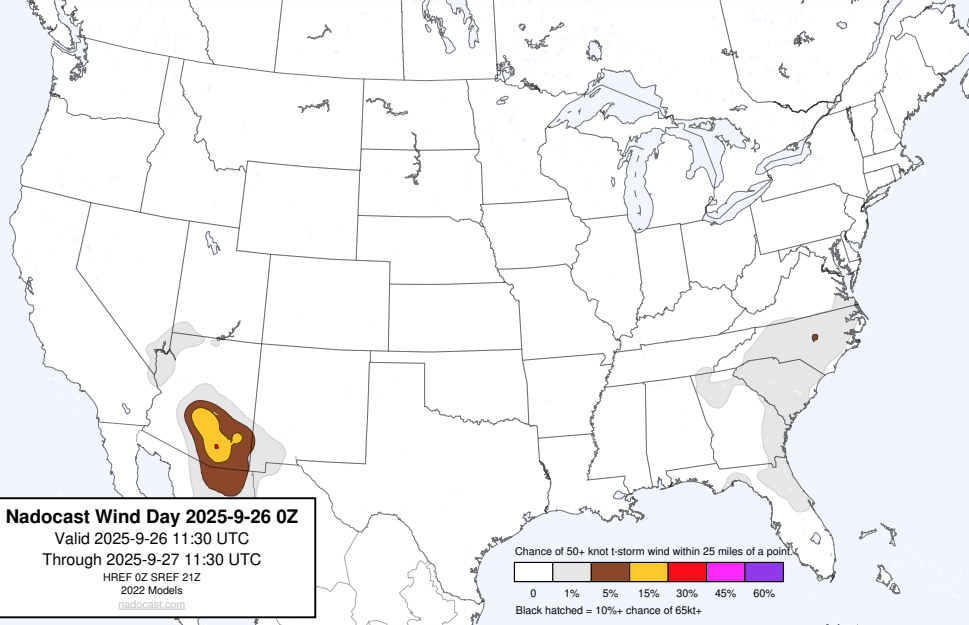 Nadocast Wind Day 2025-9-26 0Z
Valid 2025-9-26 11:30 UTC
Through 2025-9-27 11:30 UTC
HREF 0Z SREF 21Z
2022 Models
nadocast.com
Chance of 50+ knot t-storm wind within 25 miles of a point.
0 1% 5% 15% 30% 45% 60%
Black hatched = 10%+ chance of 65kt+